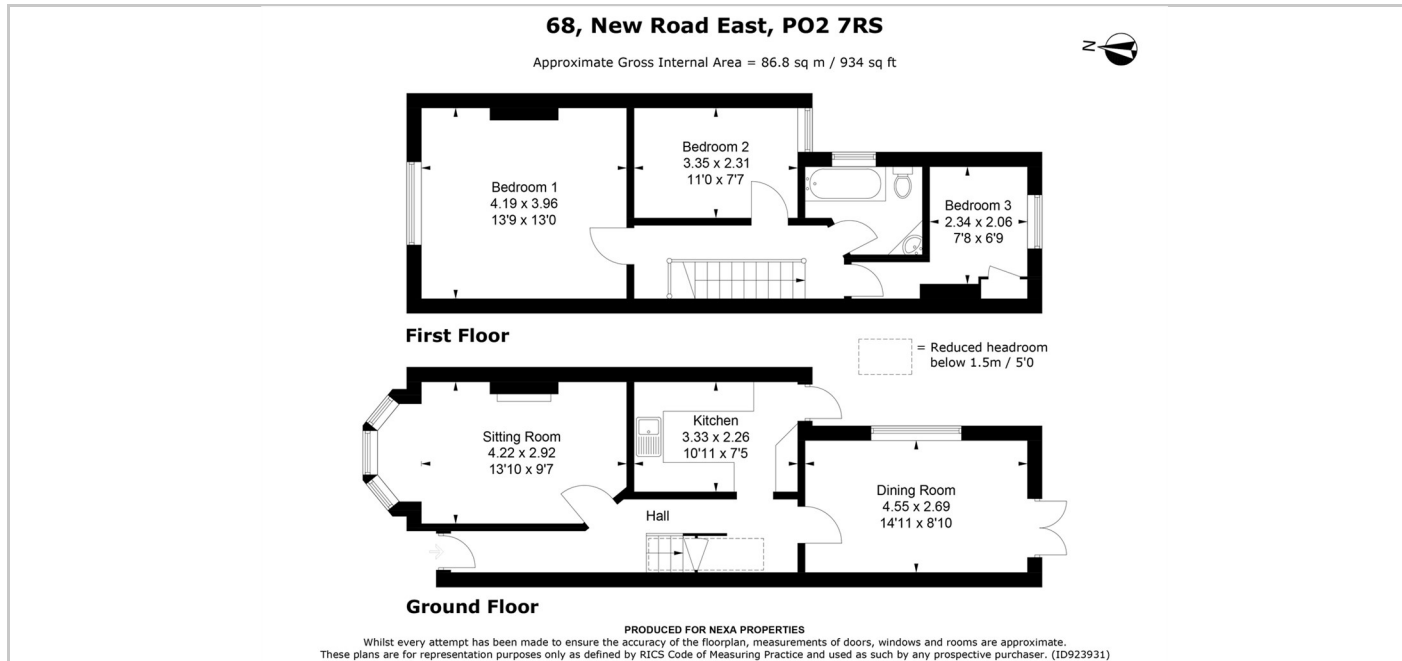 68, New Road East, PO2 7RS
Approximate Gross Internal Area = 86.8 sq m / 934 sq ft
N
Bedroom 1
4.19 x 3.96
13'9 x 13'0
Bedroom 2
3.35 x 2.31
11'0 x 7'7
Bedroom 3
2.34 x 2.06
7'8 x 6'9
First Floor
= Reduced headroom
below 1.5m / 5'0
Sitting Room
4.22 x 2.92
13'10 x 9'7
Kitchen
3.33 x 2.26
10'11 x 7'5
Dining Room
4.55 x 2.69
14'11 x 8'10
Hall
Ground Floor
PRODUCED FOR NEXA PROPERTIES
Whilst every attempt has been made to ensure the accuracy of the floorplan, measurements of doors, windows and rooms are approximate.
These plans are for representation purposes only as defined by RICS Code of Measuring Practice and used as such by any prospective purchaser. (ID923931)